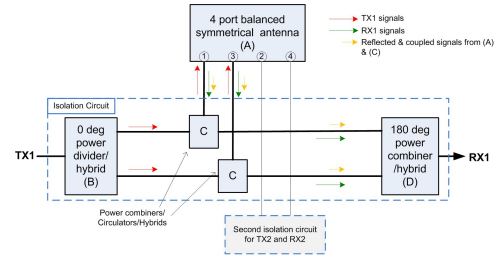 4 port balanced
symmetrical antenna
(A)
1 3 2 4
TX1 signals
RX1 signals
Reflected & coupled signals from (A)
& (C)
Isolation Circuit
TX1
0 deg
power
divider/
hybrid
(B)
C
C
180 deg
power
combiner
/hybrid
(D)
RX1
Power combiners/
Circulators/Hybrids
Second isolation circuit
for TX2 and RX2